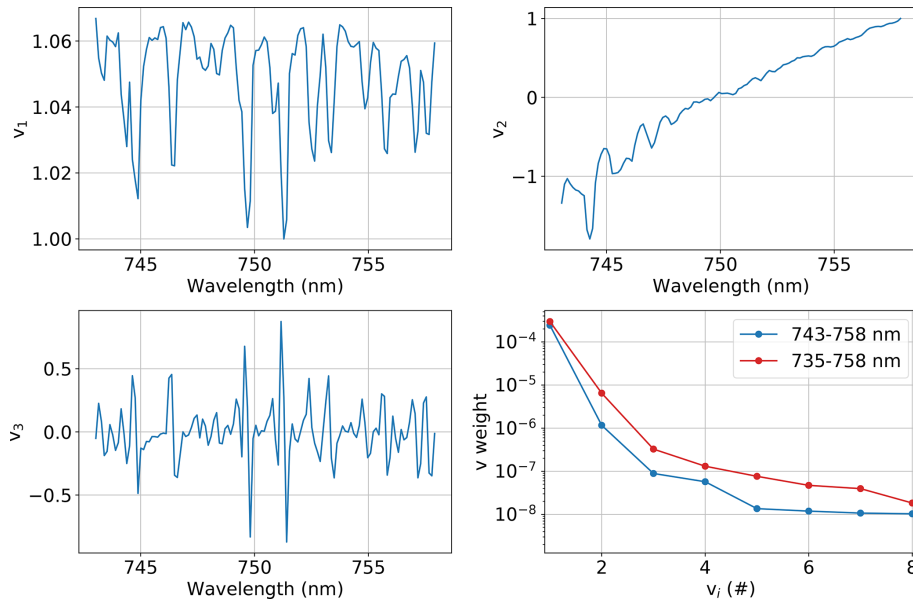 1.06
1.04
1.02
1.00
v₁
745
750
755
Wavelength (nm)
1
0
−1
v₂
745
750
755
Wavelength (nm)
0.5
0.0
−0.5
v₃
745
750
755
Wavelength (nm)
10⁻⁴
10⁻⁵
10⁻⁶
10⁻⁷
10⁻⁸
v weight
743-758 nm
735-758 nm
2
4
6
8
vᵢ (#)